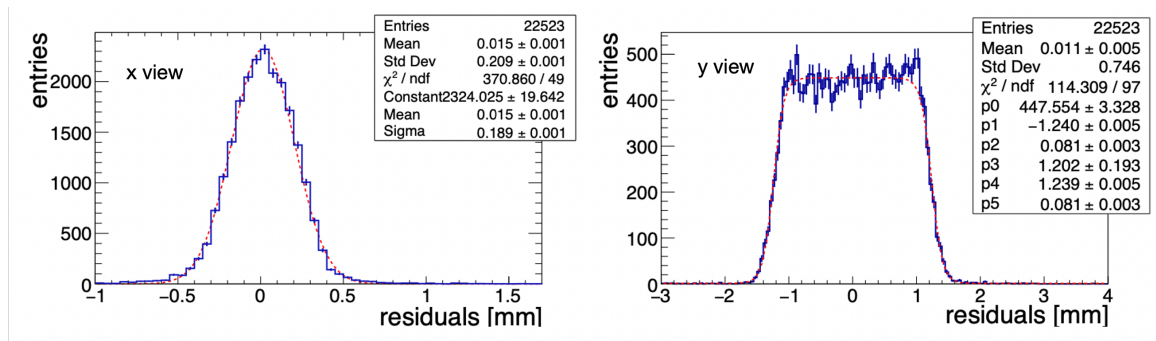 entries
2000
1500
1000
500
0
x view
Entries 22523
Mean 0.015 ± 0.001
Std Dev 0.209 ± 0.001
χ² / ndf 370.860 / 49
Constant2324.025 ± 19.642
Mean 0.015 ± 0.001
Sigma 0.189 ± 0.001
−1 −0.5 0 0.5 1 1.5
residuals [mm]
entries
500
400
300
200
100
0
y view
Entries 22523
Mean 0.011 ± 0.005
Std Dev 0.746
χ² / ndf 114.309 / 97
p0 447.554 ± 3.328
p1 −1.240 ± 0.005
p2 0.081 ± 0.003
p3 1.202 ± 0.193
p4 1.239 ± 0.005
p5 0.081 ± 0.003
−3 −2 −1 0 1 2 3 4
residuals [mm]